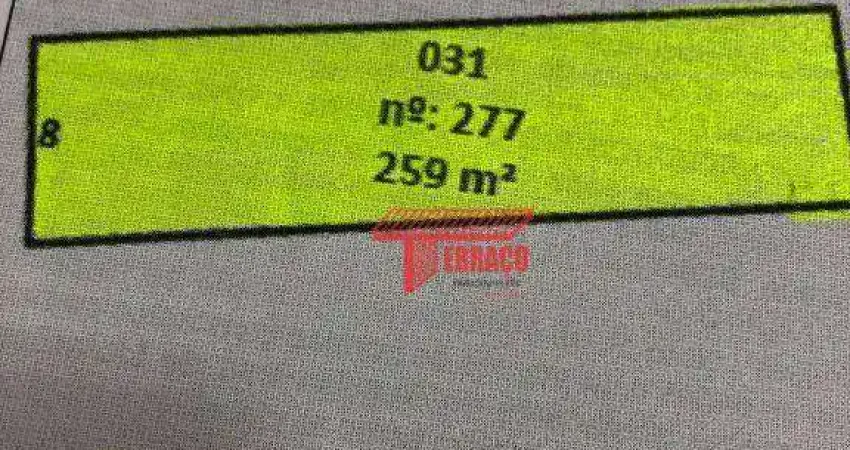 031
nº: 277
8
259 m²
TERRAÇO